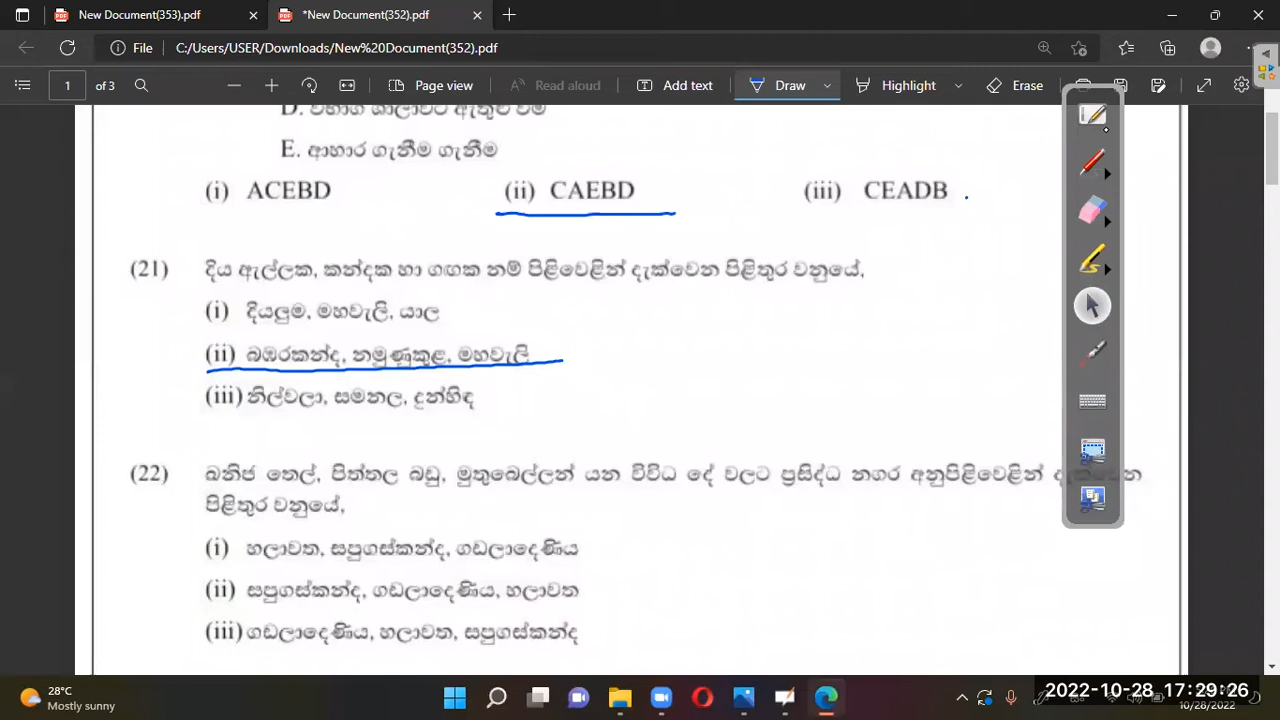 New Document(353).pdf
*New Document(352).pdf
File C:/Users/USER/Downloads/New%20Document(352).pdf
1 of 3 Page view Read aloud Add text Draw Highlight Erase
D. විභාග ශාලාවට ඇතුළු වීම
E. ආහාර ගැනීම ගැනීම
(i) ACEBD (ii) CAEBD (iii) CEADB
(21) දිය ඇල්ලක, කන්දක හා ගඟක නම් පිළිවෙළින් දැක්වෙන පිළිතුර වනුයේ,
(i) දියලුම, මහවැලි, යාල
(ii) බඹරකන්ද, නමුණුකුළ, මහවැලි
(iii) නිල්වලා, සමනල, දුන්හිඳ
(22) ඛනිජ තෙල්, පිත්තල බඩු, මුතුබෙල්ලන් යන විවිධ දේ වලට ප්‍රසිද්ධ නගර අනුපිළිවෙළින් දැක්වෙන
පිළිතුර වනුයේ,
(i) හලාවත, සපුගස්කන්ද, ගඩලාදෙණිය
(ii) සපුගස්කන්ද, ගඩලාදෙණිය, හලාවත
(iii) ගඩලාදෙණිය, හලාවත, සපුගස්කන්ද
28°C
Mostly sunny
2022-10-28 17:29:26
10/28/2022